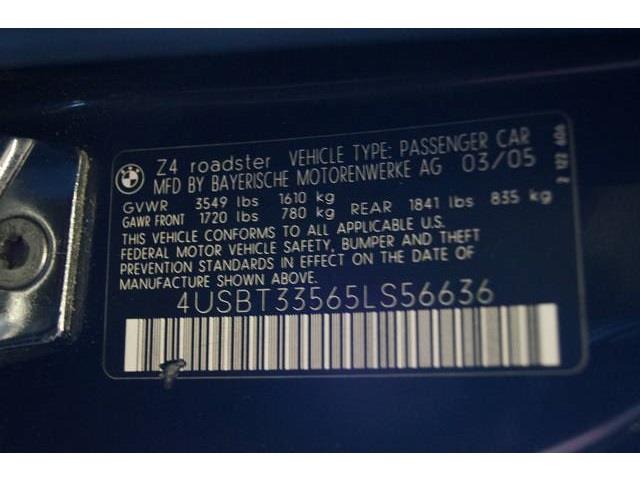 BMW
Z4 roadster VEHICLE TYPE: PASSENGER CAR
MFD BY BAYERISCHE MOTORENWERKE AG 03/05
GVWR 3549 lbs 1610 kg
GAWR FRONT 1720 lbs 780 kg REAR 1841 lbs 835 kg
THIS VEHICLE CONFORMS TO ALL APPLICABLE U.S.
FEDERAL MOTOR VEHICLE SAFETY, BUMPER AND THEFT
PREVENTION STANDARDS IN EFFECT ON THE DATE OF
MANUFACTURE SHOWN ABOVE.
4USBT33565LS56636